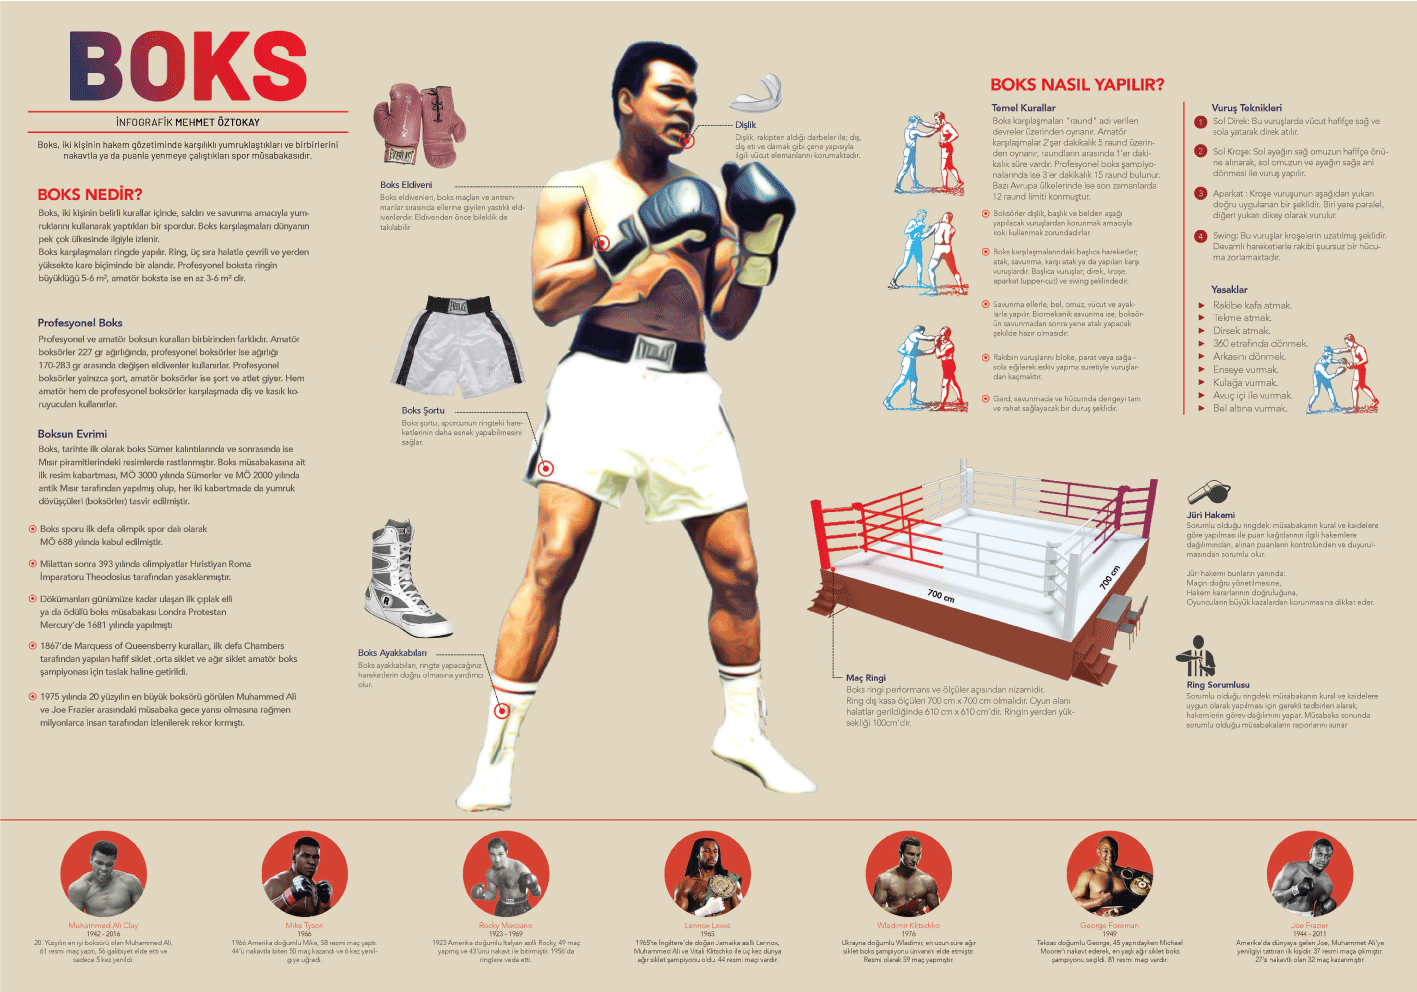 BOKS
İNFOGRAFİK MEHMET ÖZTOKAY
Boks, iki kişinin hakem gözetiminde karşılıklı yumruklaştıkları ve birbirlerini
nakavtla ya da puanla yenmeye çalıştıkları spor müsabakasıdır.
BOKS NEDİR?
Boks, iki kişinin belirli kurallar içinde, saldırı ve savunma amacıyla yum-
ruklarını kullanarak yaptıkları bir spordur. Boks karşılaşmaları dünyanın
pek çok ülkesinde ilgiyle izlenir.
Boks karşılaşmaları ringde yapılır. Ring, üç sıra halatla çevrili ve yerden
yüksekte kare biçiminde bir alandır. Profesyonel boksta ringin
büyüklüğü 5-6 m², amatör boksta ise en az 3-6 m² dir.
Profesyonel Boks
Profesyonel ve amatör boksun kuralları birbirinden farklıdır. Amatör
boksörler 227 gr ağırlığında, profesyonel boksörler ise ağırlığı
170-283 gr arasında değişen eldivenler kullanırlar. Profesyonel
boksörler yalnızca şort, amatör boksörler ise şort ve atlet giyer. Hem
amatör hem de profesyonel boksörler karşılaşmada diş ve kasık ko-
ruyucuları kullanırlar.
Boksun Evrimi
Boks, tarihte ilk olarak boks Sümer kalıntılarında ve sonrasında ise
Mısır piramitlerindeki resimlerde rastlanmıştır. Boks müsabakasına ait
ilk resim kabartması, MÖ 3000 yılında Sümerler ve MÖ 2000 yılında
antik Mısır tarafından yapılmış olup, her iki kabartmada da yumruk
dövüşçüleri (boksörler) tasvir edilmiştir.
Boks sporu ilk defa olimpik spor dalı olarak
MÖ 688 yılında kabul edilmiştir.
Milattan sonra 393 yılında olimpiyatlar Hıristiyan Roma
İmparatoru Theodosius tarafından yasaklanmıştır.
Dökümanları günümüze kadar ulaşan ilk çıplak elli
ya da ödüllü boks müsabakası Londra Protestan
Mercury'de 1681 yılında yapılmıştı
1867'de Marquess of Queensberry kuralları, ilk defa Chambers
tarafından yapılan hafif siklet ,orta siklet ve ağır siklet amatör boks
şampiyonası için taslak haline getirildi.
1975 yılında 20 yüzyılın en büyük boksörü görülen Muhammed Ali
ve Joe Frazier arasındaki müsabaka gece yarısı olmasına rağmen
milyonlarca insan tarafından izlenilerek rekor kırmıştı.
Boks Eldiveni
Boks eldivenleri, boks maçları ve antren-
manlar sırasında ellerine giyilen yastıklı eld-
ivenlerdir. Eldivenden önce bileklik de
takılabilir
EVERLAST
Boks Şortu
Boks şortu, sporcunun ringteki hare-
ketlerinin daha esnek yapabilmesini
sağlar.
Boks Ayakkabıları
Boks ayakkabıları, ringte yapacağınız
hareketlerin doğru olmasına yardımcı
olur.
Dişlik
Dişlik, rakipten aldığı darbeler ile; diş,
diş eti ve damak gibi çene yapısıyla
ilgili vücut elemanlarını korumaktadır.
BOKS NASIL YAPILIR?
Temel Kurallar
Boks karşılaşmaları "raund" adı verilen
devreler üzerinden oynanır. Amatör
karşılaşmalar 2'şer dakikalık 5 raund üzerin-
den oynanır, raundların arasında 1'er daki-
kalık süre vardır. Profesyonel boks şampiyo-
nalarında ise 3'er dakikalık 15 raund bulunur.
Bazı Avrupa ülkelerinde ise son zamanlarda
12 raund limiti konmuştur.
Boksörler dişlik, başlık ve belden aşağı
yapılacak vuruşlardan korunmak amacıyla
koki kullanmak zorundadırlar.
Boks karşılaşmalarındaki başlıca hareketler;
atak, savunma, karşı atak ya da yapılan karşı
vuruşlardır. Başlıca vuruşlar; direk, kroşe,
aparkat (upper-cut) ve swing şeklindedir.
Savunma ellerle, bel, omuz, vücut ve ayak-
larla yapılır. Biomekanik savunma ise, boksör-
ün savunmadan sonra yene atak yapacak
şekilde hazır olmasıdır.
Rakibin vuruşlarını bloke, parat veya sağa -
sola eğilerek eskiv yapma suretiyle vuruşlar-
dan kaçmaktır.
Gard, savunmada ve hücumda dengeyi tam
ve rahat sağlayacak bir duruş şeklidir.
Vuruş Teknikleri
1 Sol Direk: Bu vuruşlarda vücut hafifçe sağ ve
sola yatarak direk atılır.
2 Sol Kroşe: Sol ayağın sağ omuzun hafifçe önü-
ne alınarak, sol omuzun ve ayağın sağa ani
dönmesi ile vuruş yapılır.
3 Aparkat : Kroşe vuruşunun aşağıdan yukarı
doğru uygulanan bir şeklidir. Biri yere paralel,
diğeri yukarı dikey olarak vurulur.
4 Swing: Bu vuruşlar kroşelerin uzatılmış şeklidir.
Devamlı hareketlerle rakibi şuursuz bir hücu-
ma zorlamaktadır.
Yasaklar
Rakibe kafa atmak.
Tekme atmak.
Dirsek atmak.
360 etrafında dönmek.
Arkasını dönmek.
Enseye vurmak.
Kulağa vurmak.
Avuç içi ile vurmak.
Bel altına vurmak.
700 cm
700 cm
Maç Ringi
Boks ringi performans ve ölçüler açısından nizamidir.
Ring dış kasa ölçüleri 700 cm x 700 cm olmalıdır. Oyun alanı
halatlar gerildiğinde 610 cm x 610 cm'dir. Ringin yerden yük-
sekliği 100cm'dir.
Jüri Hakemi
Sorumlu olduğu ringdeki müsabakanın kural ve kaidelere
göre yapılması ile puan kağıtlarının ilgili hakemlere
dağılımından, alınan puanların kontrolünden ve duyurul-
masından sorumlu olur.
Jüri hakemi bunların yanında:
Maçın doğru yönetilmesine,
Hakem kararlarının doğruluğuna,
Oyuncuların büyük kazalardan korunmasına dikkat eder.
Ring Sorumlusu
Sorumlu olduğu ringdeki müsabakanın kural ve kaidelere
uygun olarak yapılması için gerekli tedbirleri alarak,
hakemlerin görev dağılımını yapar. Müsabaka sonunda
sorumlu olduğu müsabakaların raporlarını sunar
Muhammed Ali Clay
1942 - 2016
20. Yüzyılın en iyi boksörü olan Muhammed Ali,
61 resmi maç yaptı, 56 galibiyet elde etti ve
sadece 5 kez yenildi.
Mike Tyson
1966
1966 Amerika doğumlu Mike, 58 resmi maç yaptı.
44'ü nakavtla biten 50 maç kazandı ve 6 kez yenil-
giye uğradı.
Rocky Marciano
1923 - 1969
1923 Amerika doğumlu İtalyan asıllı Rocky, 49 maç
yapmış ve 43'ünü nakavt ile bitirmiştir. 1956'da
ringlere veda etti.
Lennox Lewis
1965
1965'te İngiltere'de doğan Jamaika asıllı Lennox,
Muhammed Ali ve Vitali Klitschko ile üç kez dünya
ağır siklet şampiyonu oldu. 44 resmi maçı vardır.
Wladimir Klitschko
1976
Ukrayna doğumlu Wladimir, en uzun süre ağır
siklet boks şampiyonu ünvanını elde etmiştir.
Resmi olarak 59 maç yapmıştır.
George Foreman
1949
Teksas doğumlu George, 45 yaşındayken Michael
Moorer'i nakavt ederek, en yaşlı ağır siklet boks
şampiyonu seçildi. 81 resmi maçı vardır.
Joe Frazier
1944 - 2011
Amerika'da dünyaya gelen Joe, Muhammet Ali'ye
yenilgiyi tattıran ilk kişidir. 37 resmi maça çıkmıştır.
27'si nakavtlı olan 32 maç kazanmıştır.